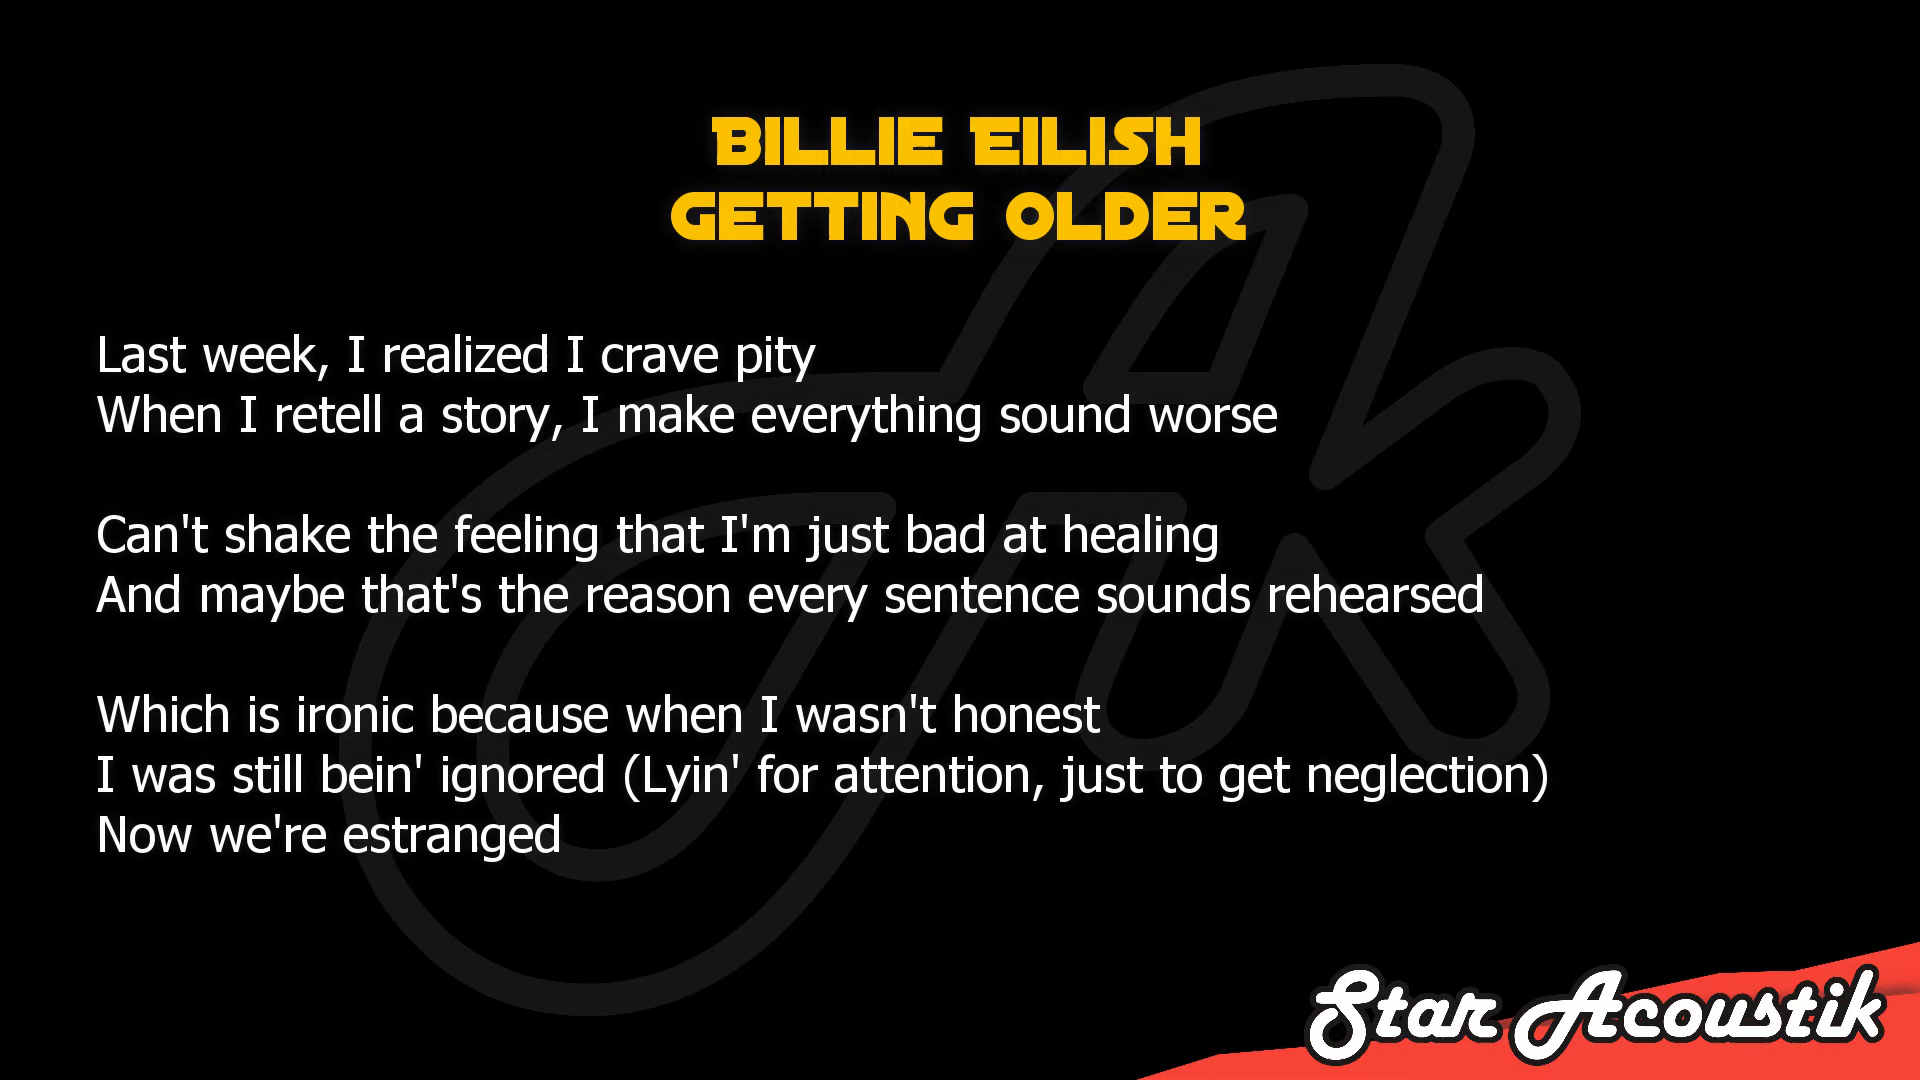 BILLIE EILISH
GETTING OLDER
Last week, I realized I crave pity
When I retell a story, I make everything sound worse
Can't shake the feeling that I'm just bad at healing
And maybe that's the reason every sentence sounds rehearsed
Which is ironic because when I wasn't honest
I was still bein' ignored (Lyin' for attention, just to get neglection)
Now we're estranged
Star Acoustik